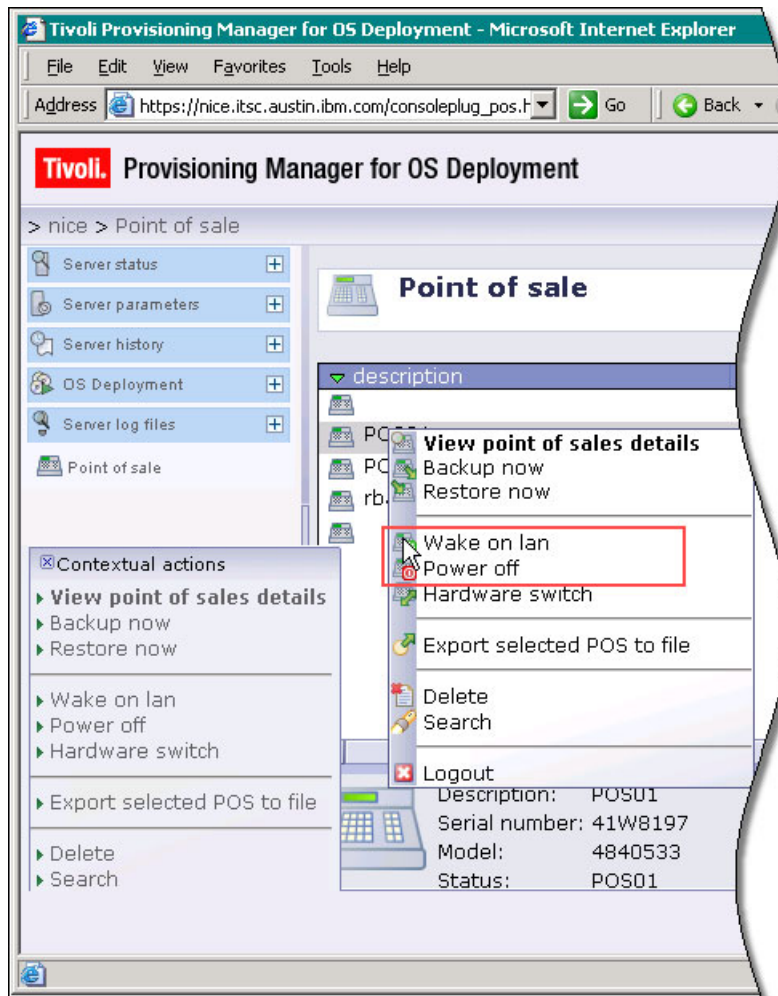 Tivoli Provisioning Manager for OS Deployment - Microsoft Internet Explorer
File Edit View Favorites Tools Help
Address https://nice.itsc.austin.ibm.com/consoleplug_pos.h Go Back
Tivoli. Provisioning Manager for OS Deployment
> nice > Point of sale
Server status
Server parameters
Server history
OS Deployment
Server log files
Point of sale
Point of sale
description
PC
rb.
View point of sales details
Backup now
Restore now
Wake on lan
Power off
Hardware switch
Export selected POS to file
Delete
Search
Logout
Contextual actions
View point of sales details
Backup now
Restore now
Wake on lan
Power off
Hardware switch
Export selected POS to file
Delete
Search
Description: POS01
Serial number: 41W8197
Model: 4840533
Status: POS01